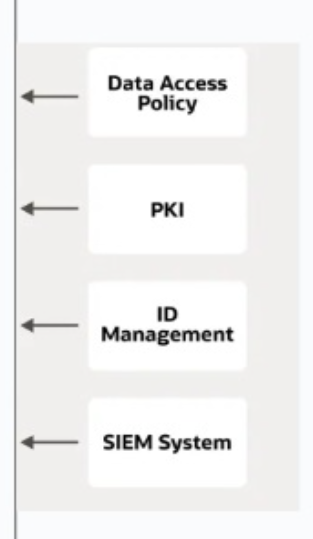 Data Access
Policy
PKI
ID
Management
SIEM System